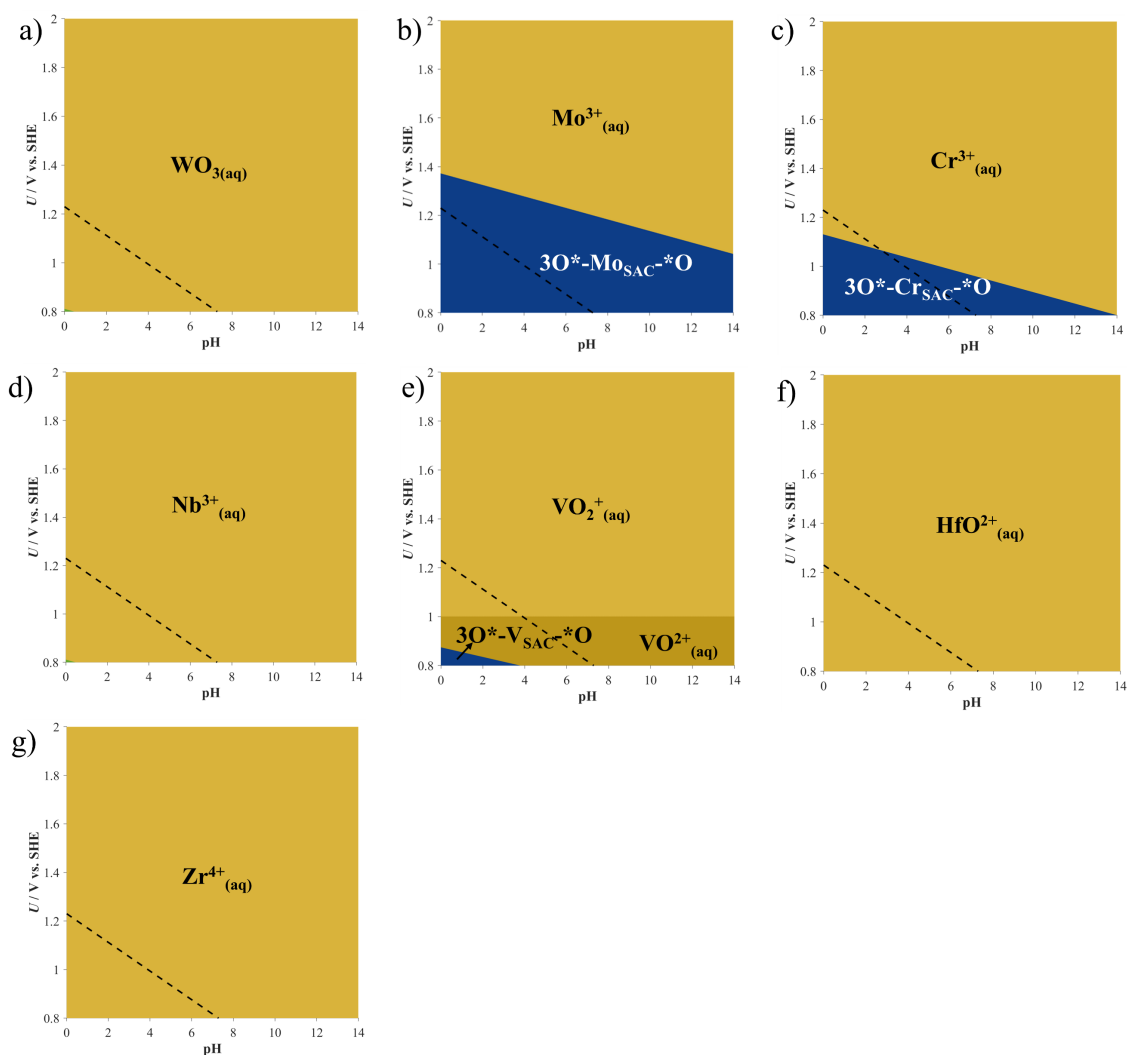 a)
2
1.8
1.6
1.4
1.2
1
0.8
U / V vs. SHE
WO3(aq)
0 2 4 6 8 10 12 14
pH
b)
2
1.8
1.6
1.4
1.2
1
0.8
U / V vs. SHE
Mo3+(aq)
3O*-MoSAC-*O
0 2 4 6 8 10 12 14
pH
c)
2
1.8
1.6
1.4
1.2
1
0.8
U / V vs. SHE
Cr3+(aq)
3O*-CrSAC-*O
0 2 4 6 8 10 12 14
pH
d)
2
1.8
1.6
1.4
1.2
1
0.8
U / V vs. SHE
Nb3+(aq)
0 2 4 6 8 10 12 14
pH
e)
2
1.8
1.6
1.4
1.2
1
0.8
U / V vs. SHE
VO2+(aq)
3O*-VSAC-*O
VO2+(aq)
0 2 4 6 8 10 12 14
pH
f)
2
1.8
1.6
1.4
1.2
1
0.8
U / V vs. SHE
HfO2+(aq)
0 2 4 6 8 10 12 14
pH
g)
2
1.8
1.6
1.4
1.2
1
0.8
U / V vs. SHE
Zr4+(aq)
0 2 4 6 8 10 12 14
pH